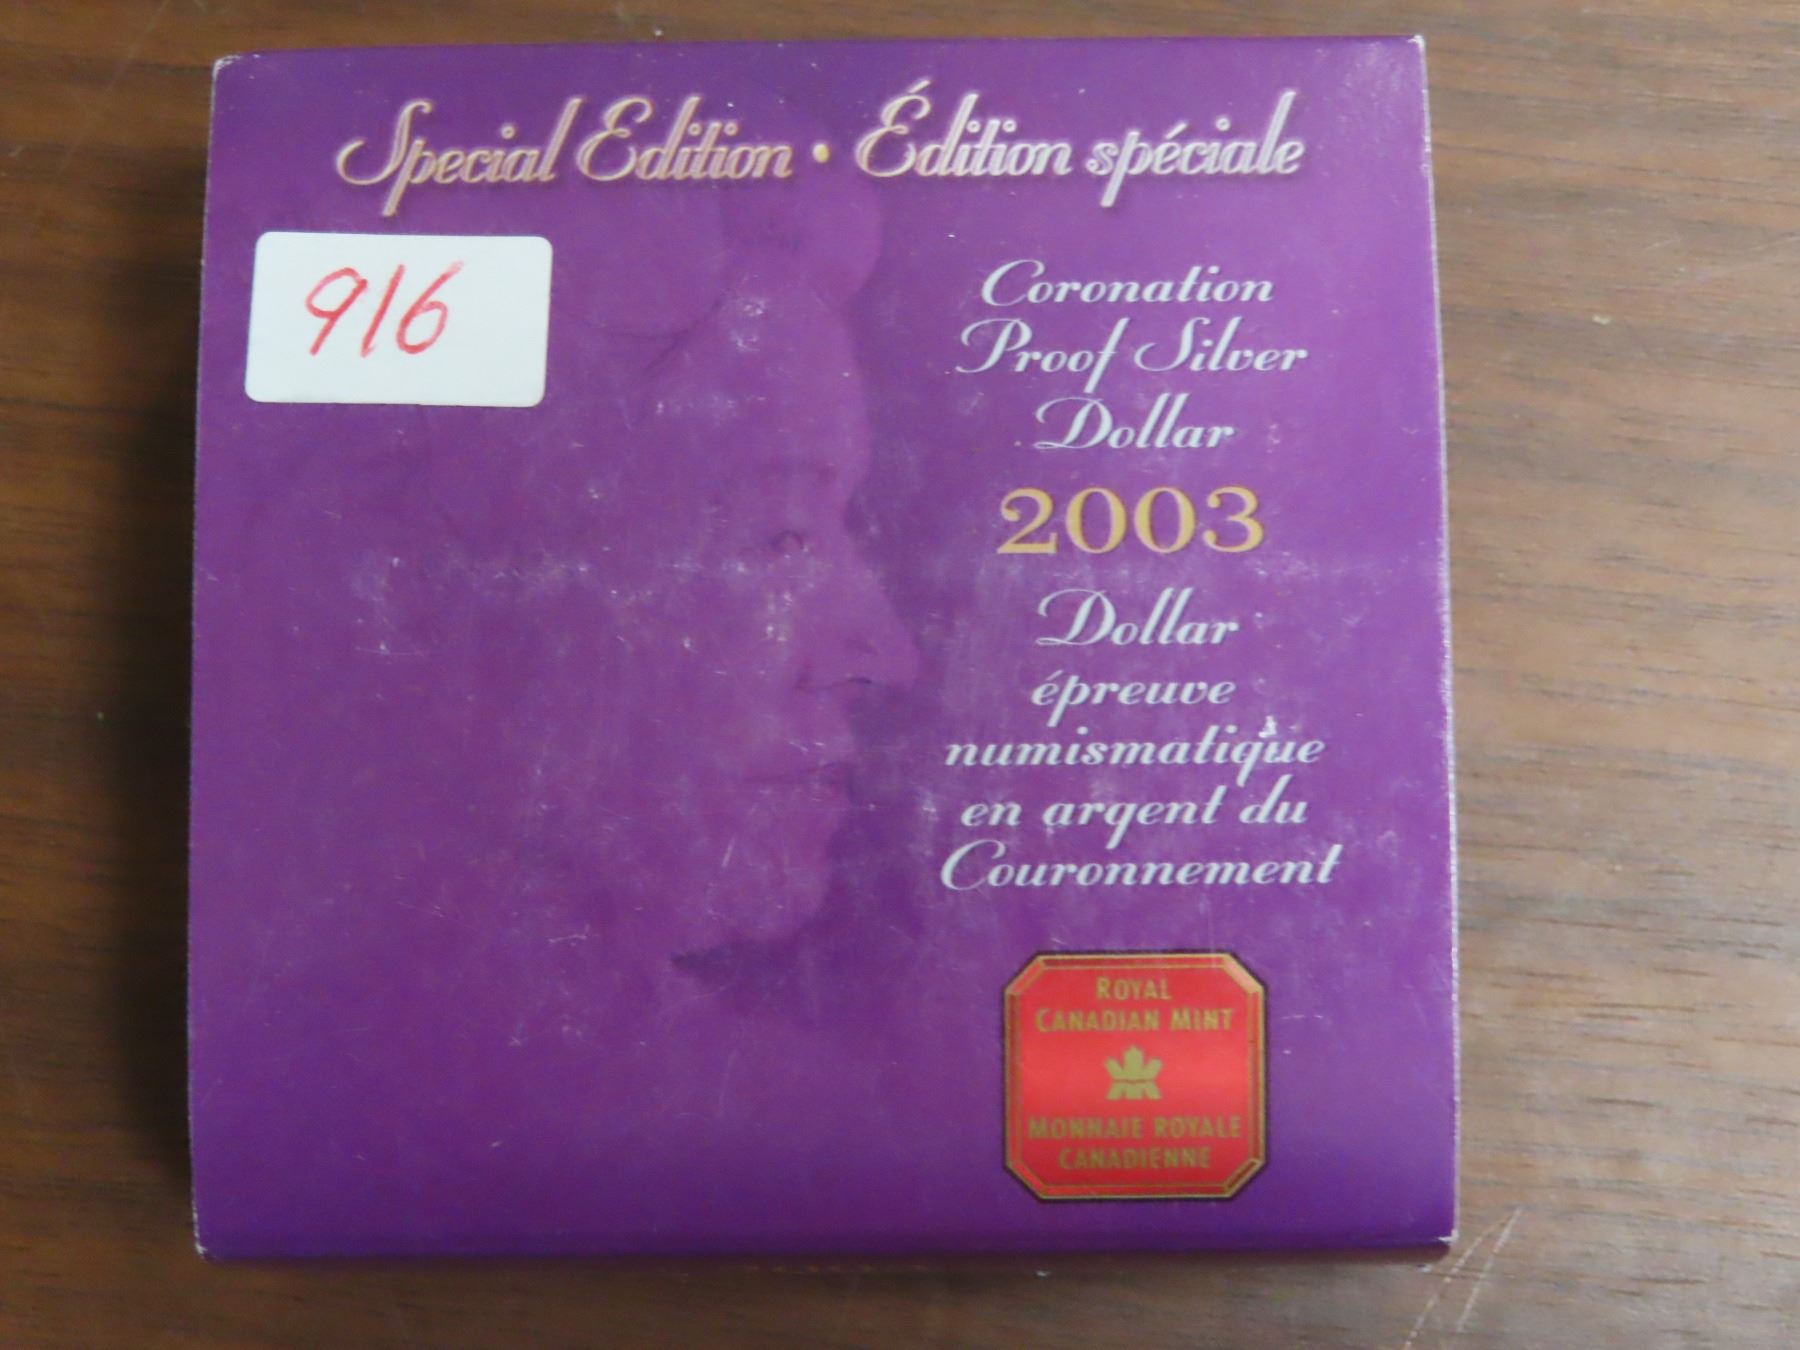 Special Edition • Édition spéciale
916
Coronation
Proof Silver
Dollar
2003
Dollar
épreuve
numismatique
en argent du
Couronnement
ROYAL
CANADIAN MINT
MONNAIE ROYALE
CANADIENNE